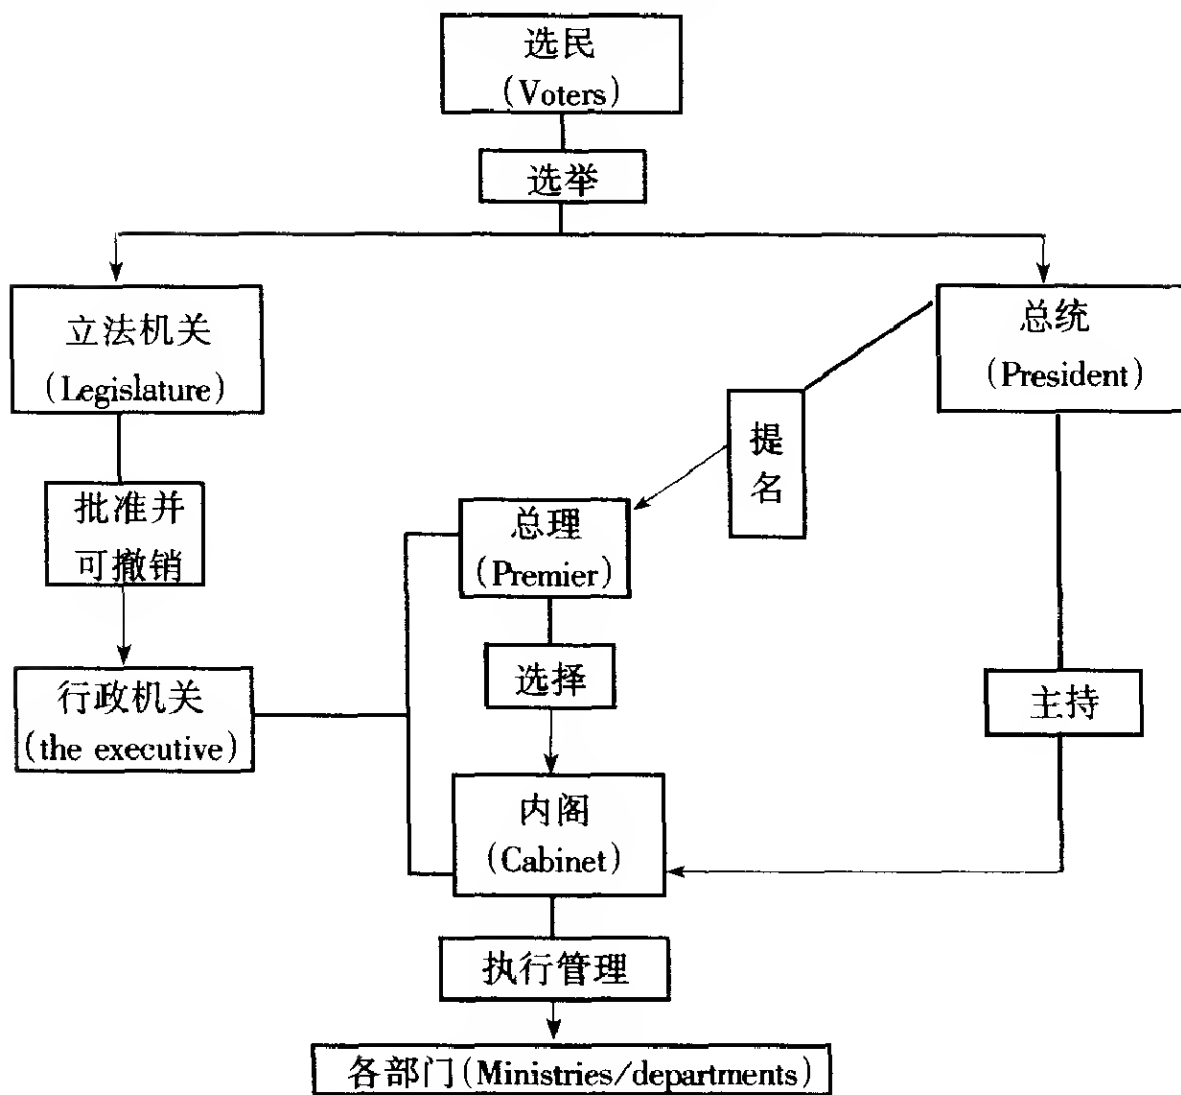 选民
(Voters)
选举
立法机关
(Legislature)
总统
(President)
提
名
批准并
可撤销
总理
(Premier)
选择
行政机关
(the executive)
主持
内阁
(Cabinet)
执行管理
各部门(Ministries/departments)